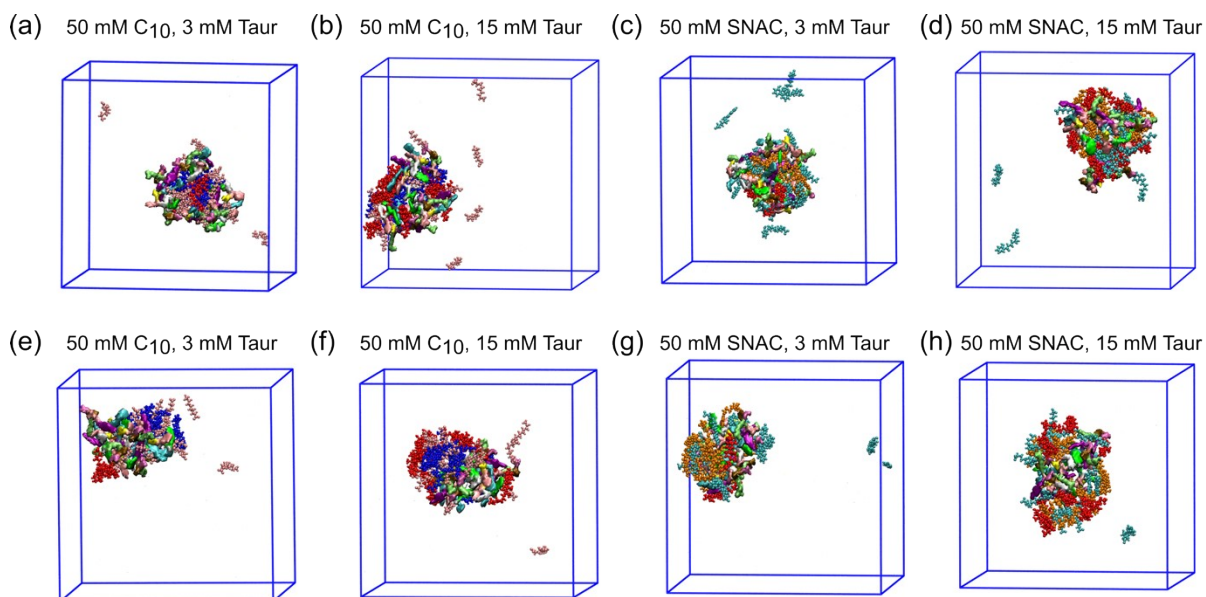 (a) 50 mM C10, 3 mM Taur
(b) 50 mM C10, 15 mM Taur
(c) 50 mM SNAC, 3 mM Taur
(d) 50 mM SNAC, 15 mM Taur
(e) 50 mM C10, 3 mM Taur
(f) 50 mM C10, 15 mM Taur
(g) 50 mM SNAC, 3 mM Taur
(h) 50 mM SNAC, 15 mM Taur